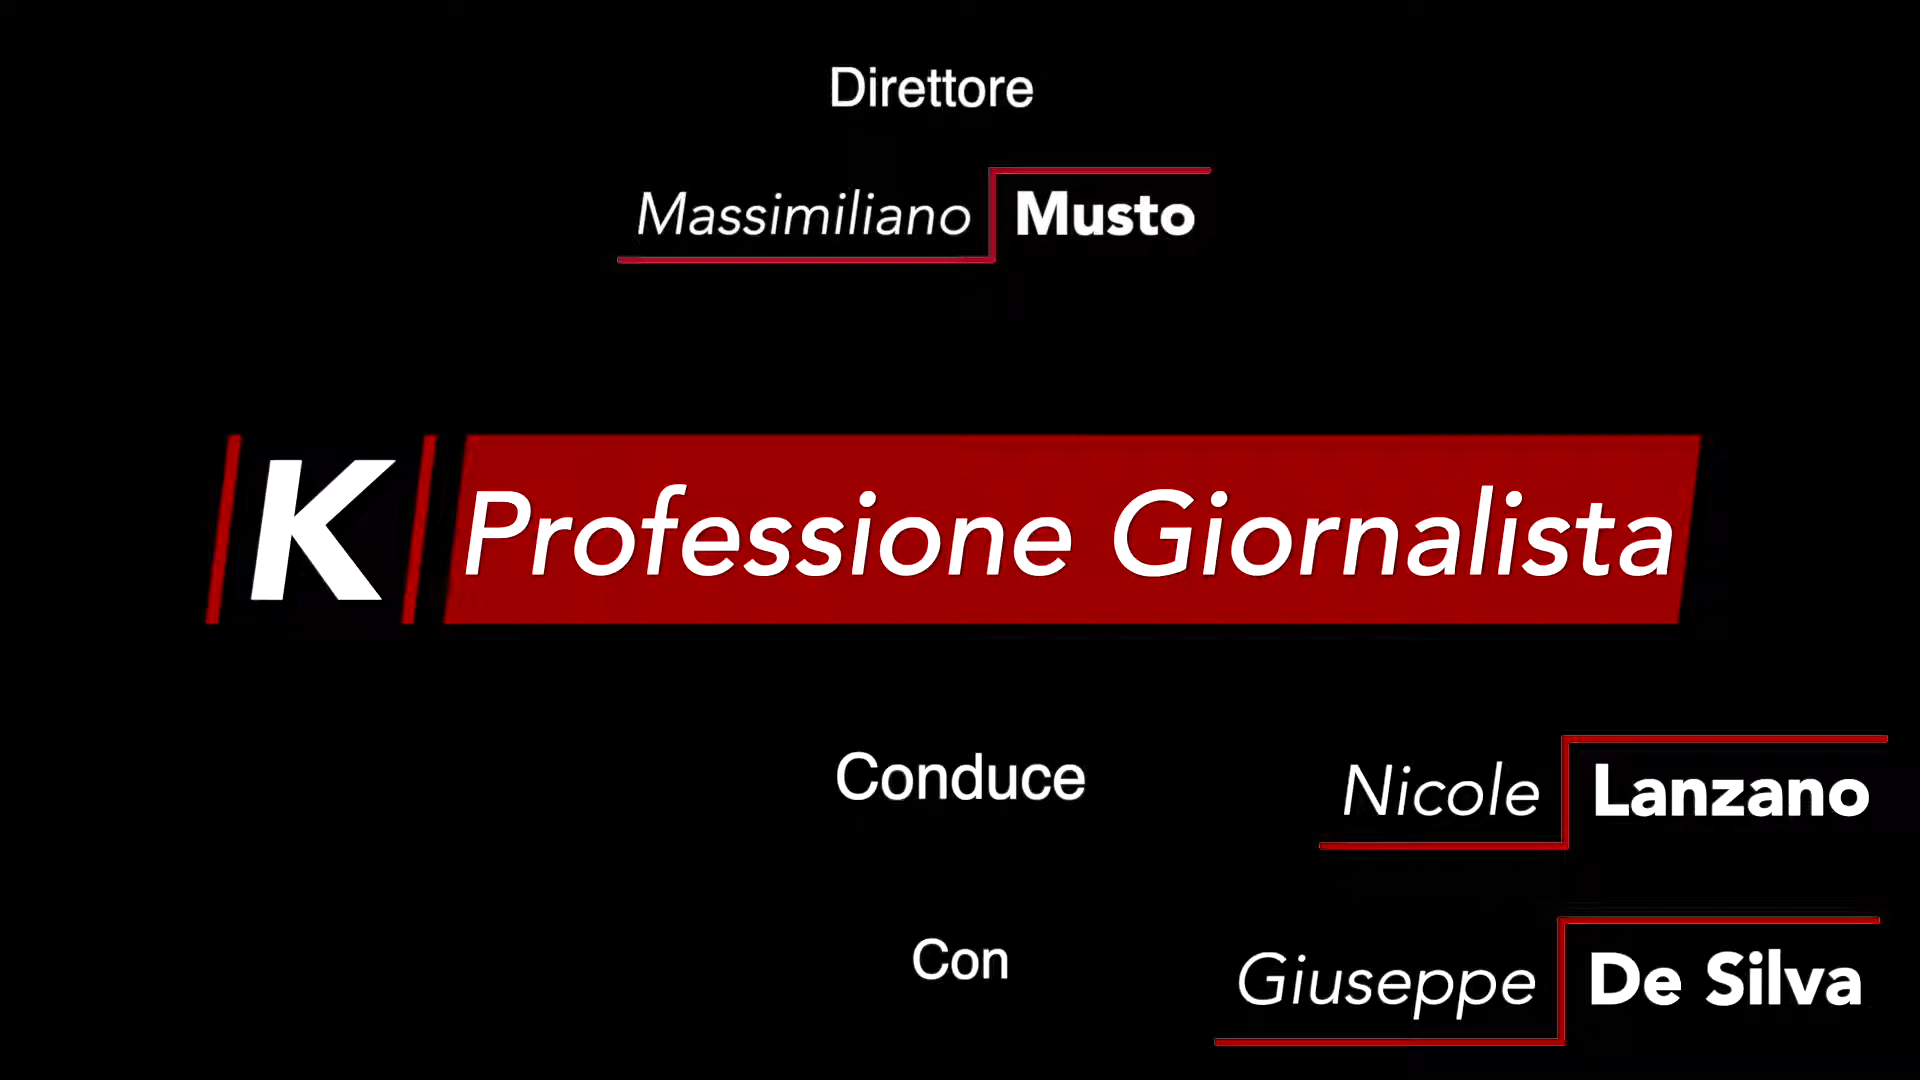 Direttore
Massimiliano Musto
K Professione Giornalista
Conduce Nicole Lanzano
Con Giuseppe De Silva